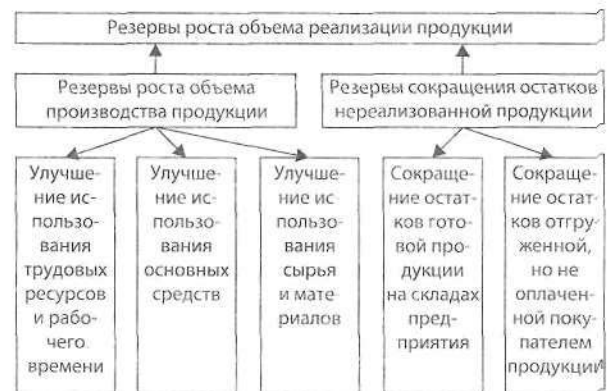 Резервы роста объема реализации продукции
Резервы роста объема
производства продукции
Резервы сокращения остатков
нереализованной продукции
Улучше-
ние ис-
пользо-
вания
трудовых
ресурсов
и рабо-
чего
времени
Улучше-
ние ис-
пользо-
вания
основных
средств
Улучше-
ние ис-
пользо-
вания
сырья
и мате-
риалов
Сокраще-
ние остат-
ков гото-
вой про-
дукции
на складах
пред-
приятия
Сокраще-
ние остат-
ков отгру-
женной,
но не
оплачен-
ной поку-
пателем
продукции